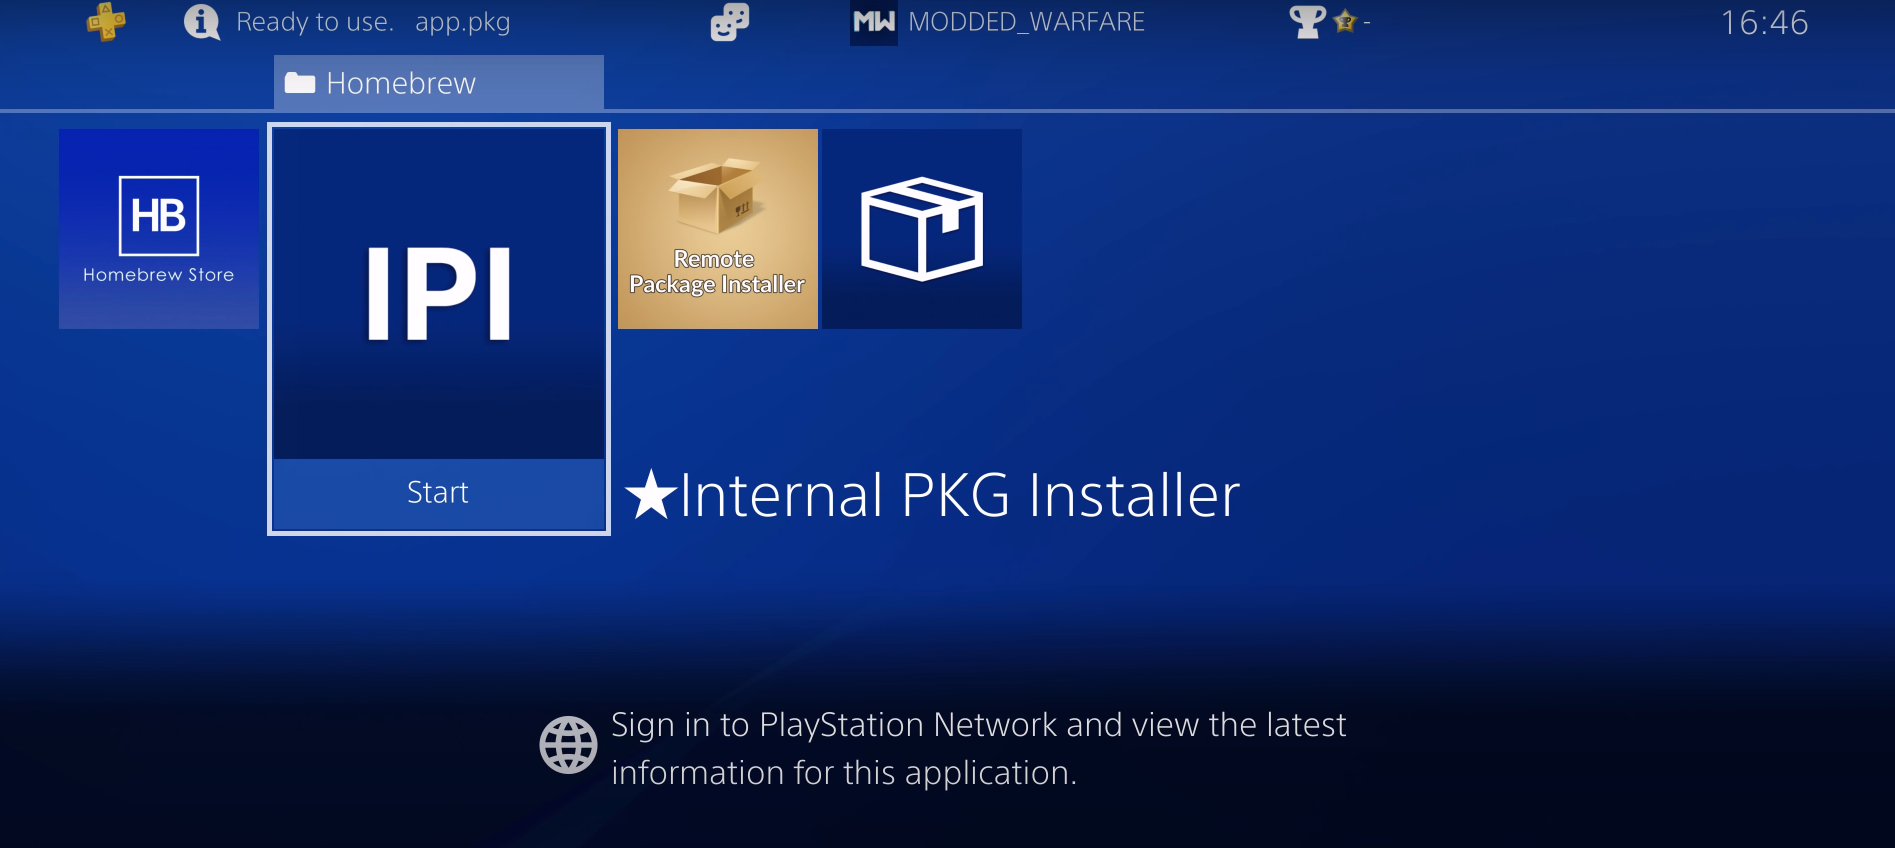 Ready to use. app.pkg
MW MODDED_WARFARE
-
16:46
Homebrew
HB
Homebrew Store
IPI
Remote
Package Installer
Start
★Internal PKG Installer
Sign in to PlayStation Network and view the latest
information for this application.